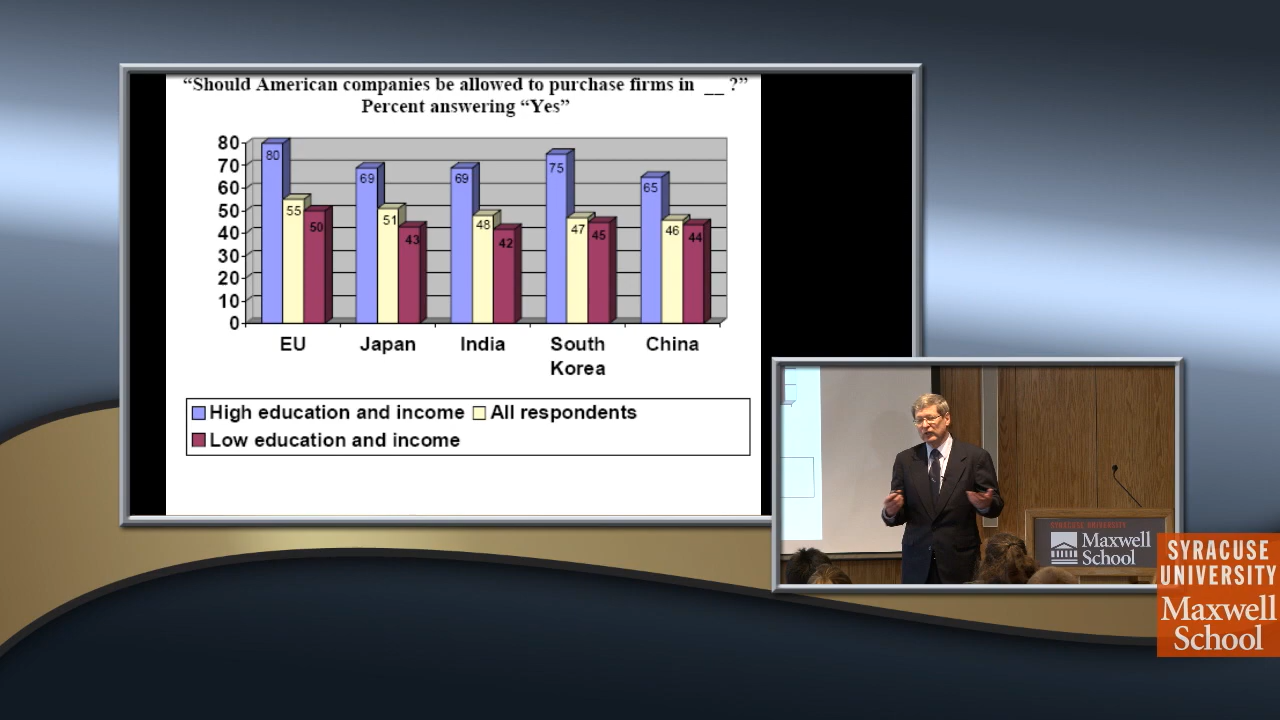 “Should American companies be allowed to purchase firms in __ ?”
Percent answering “Yes”
80
70
60
50
40
30
20
10
0
80
55
50
69
51
43
69
48
42
75
47
45
65
46
44
EU
Japan
India
South
Korea
China
High education and income
All respondents
Low education and income
SYRACUSE UNIVERSITY
Maxwell
School
SYRACUSE
UNIVERSITY
Maxwell
School